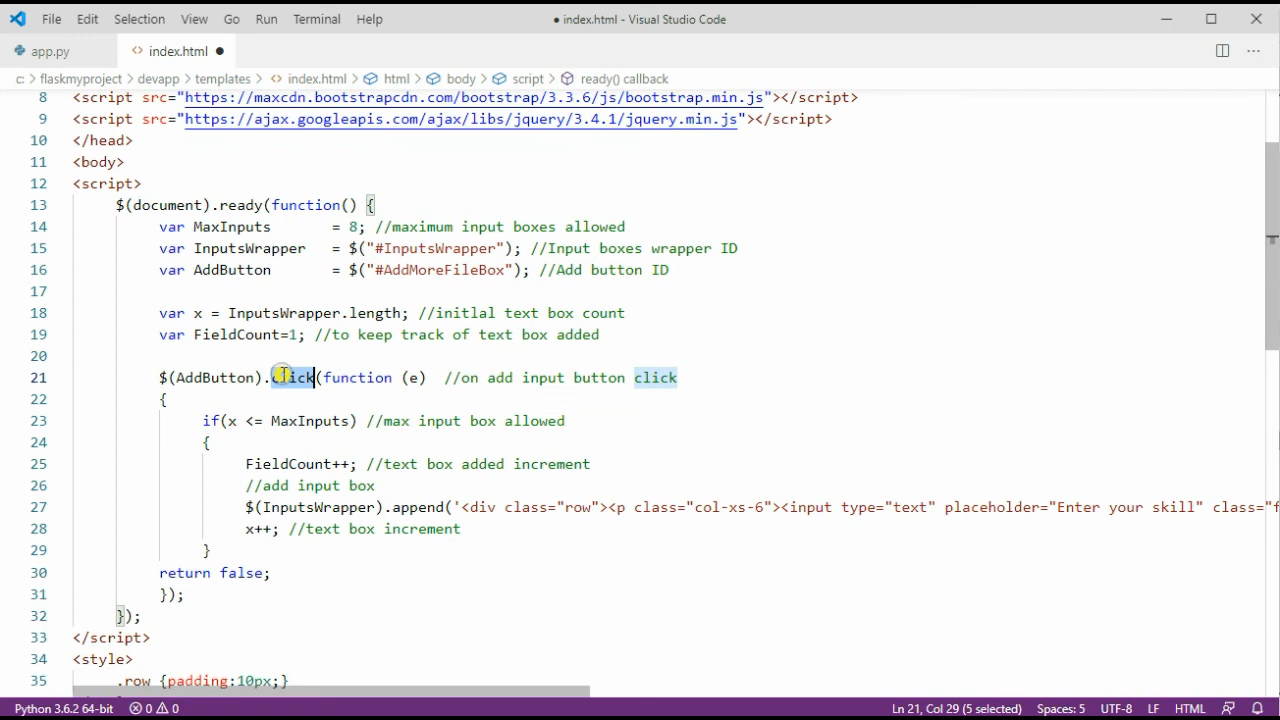 File Edit Selection View Go Run Terminal Help ● index.html - Visual Studio Code
app.py <> index.html ●
c: > flaskmyproject > devapp > templates > <> index.html > html > body > script > ready() callback
8 <script src="https://maxcdn.bootstrapcdn.com/bootstrap/3.3.6/js/bootstrap.min.js"></script>
9 <script src="https://ajax.googleapis.com/ajax/libs/jquery/3.4.1/jquery.min.js"></script>
10 </head>
11 <body>
12 <script>
13 $(document).ready(function() {
14 var MaxInputs = 8; //maximum input boxes allowed
15 var InputsWrapper = $("#InputsWrapper"); //Input boxes wrapper ID
16 var AddButton = $("#AddMoreFileBox"); //Add button ID
17
18 var x = InputsWrapper.length; //initlal text box count
19 var FieldCount=1; //to keep track of text box added
20
21 $(AddButton).click(function (e) //on add input button click
22 {
23 if(x <= MaxInputs) //max input box allowed
24 {
25 FieldCount++; //text box added increment
26 //add input box
27 $(InputsWrapper).append('<div class="row"><p class="col-xs-6"><input type="text" placeholder="Enter your skill" class="f
28 x++; //text box increment
29 }
30 return false;
31 });
32 });
33 </script>
34 <style>
35 .row {padding:10px;}
Python 3.6.2 64-bit 0 0 Ln 21, Col 29 (5 selected) Spaces: 5 UTF-8 LF HTML